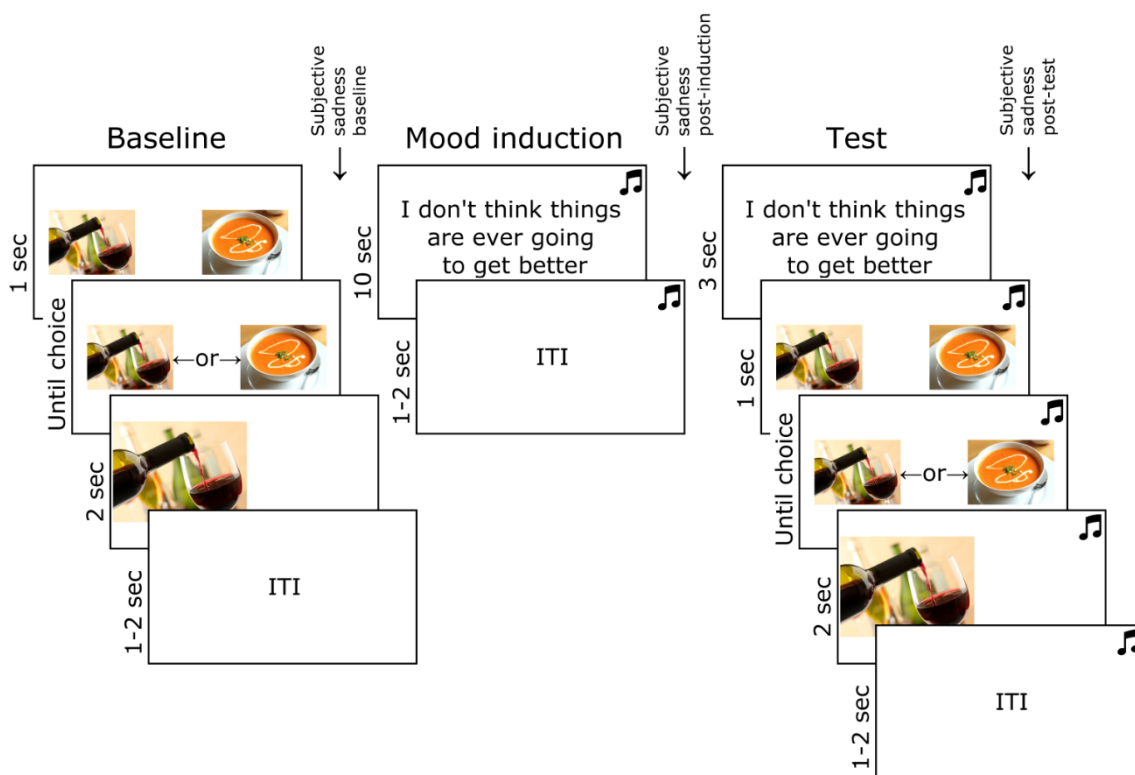 Subjective
sadness
baseline
Subjective
sadness
post-induction
Subjective
sadness
post-test
Baseline
Mood induction
Test
1 sec
Until choice
←or→
2 sec
1-2 sec
ITI
10 sec
I don't think things
are ever going
to get better
1-2 sec
ITI
3 sec
I don't think things
are ever going
to get better
1 sec
Until choice
←or→
2 sec
1-2 sec
ITI